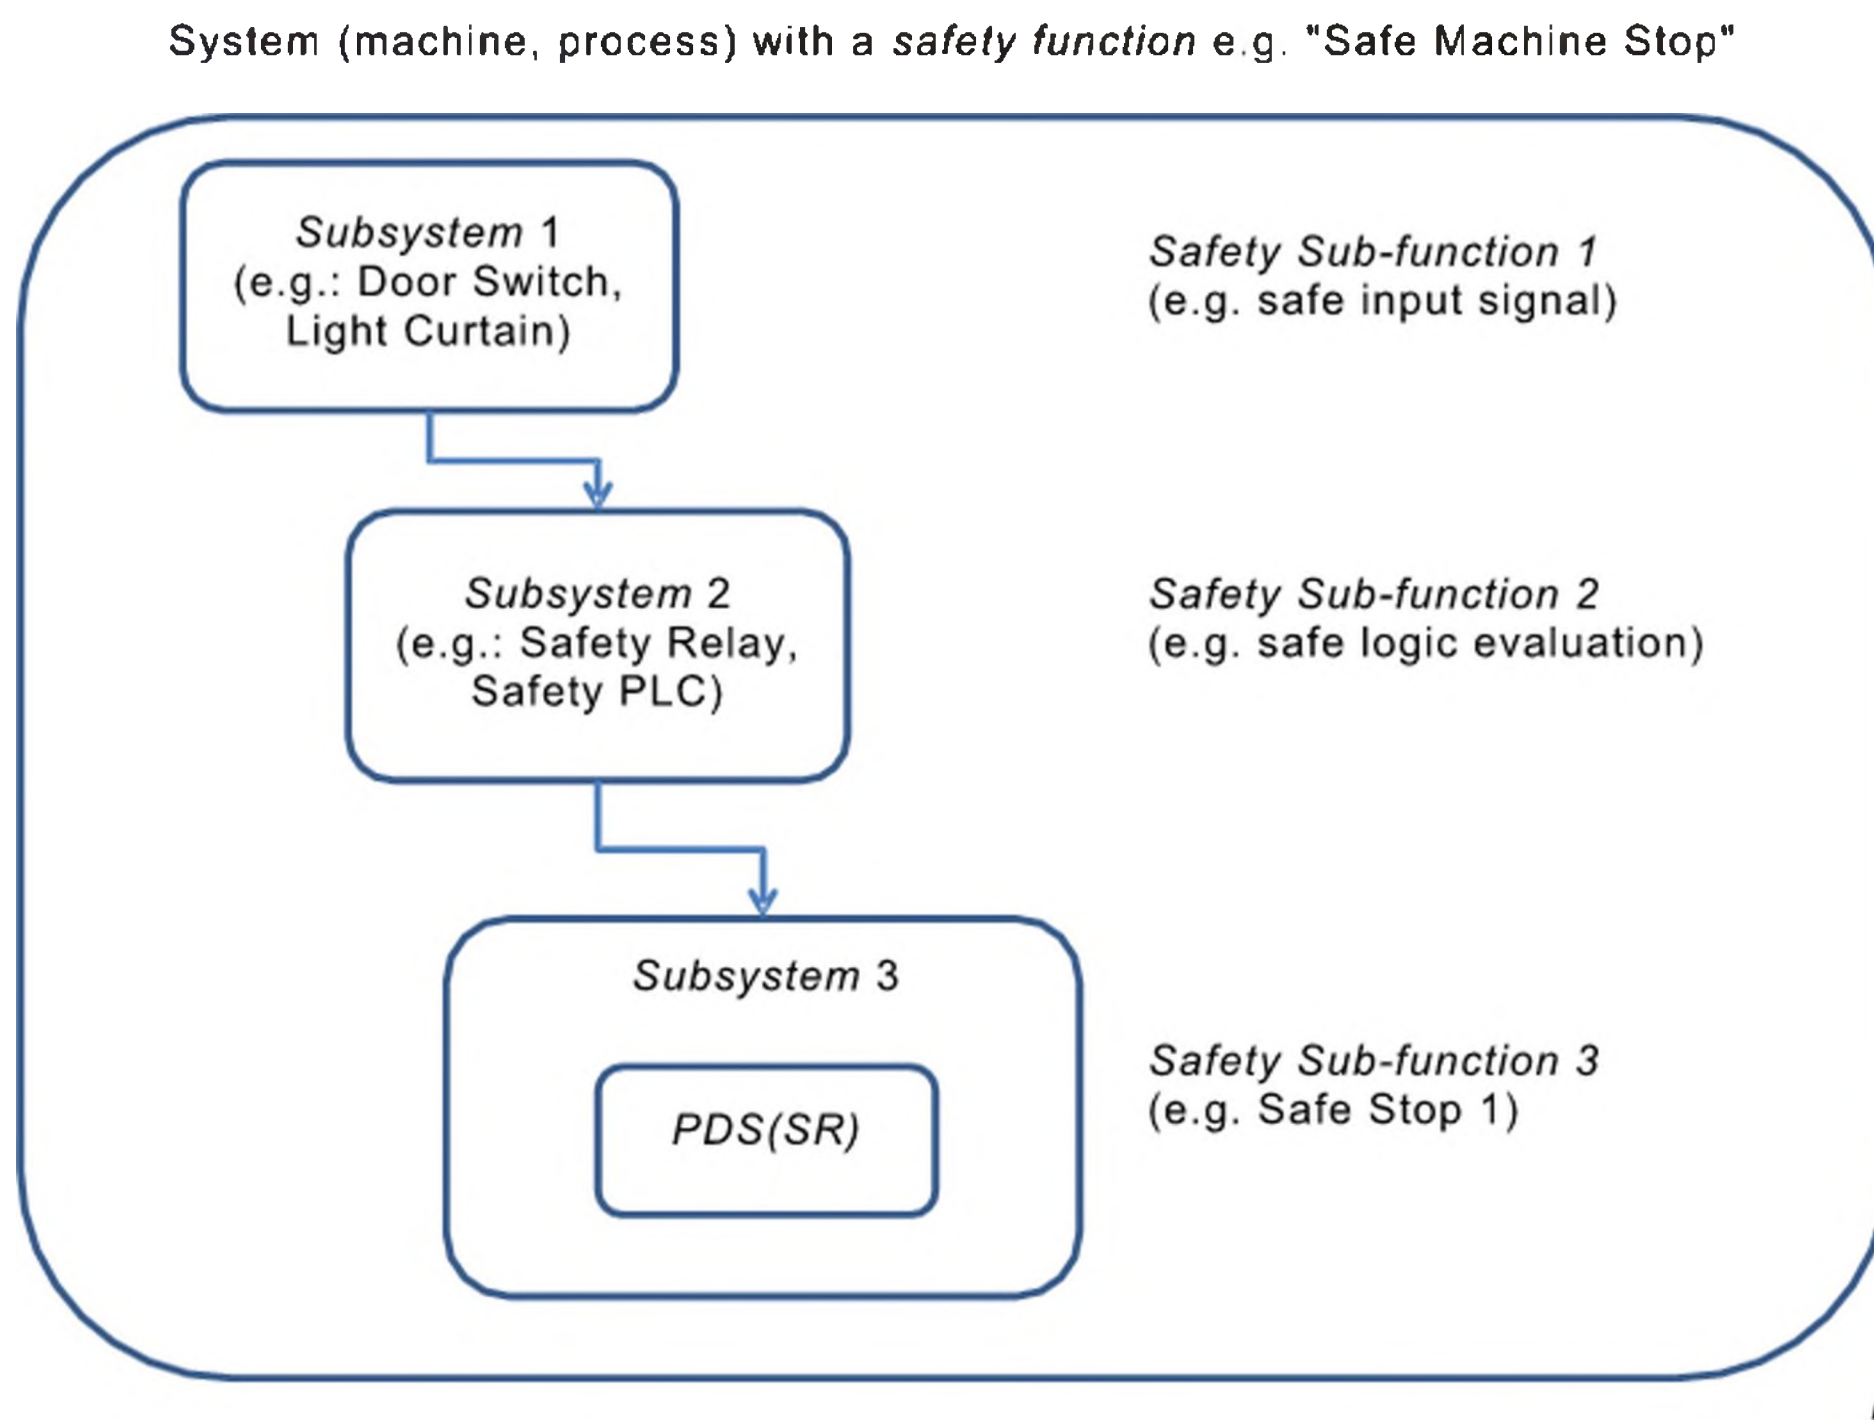 System (machine, process) with a safety function e.g. "Safe Machine Stop"
Subsystem 1
(e.g.: Door Switch,
Light Curtain)
Safety Sub-function 1
(e.g. safe input signal)
Subsystem 2
(e.g.: Safety Relay,
Safety PLC)
Safety Sub-function 2
(e.g. safe logic evaluation)
Subsystem 3
PDS(SR)
Safety Sub-function 3
(e.g. Safe Stop 1)